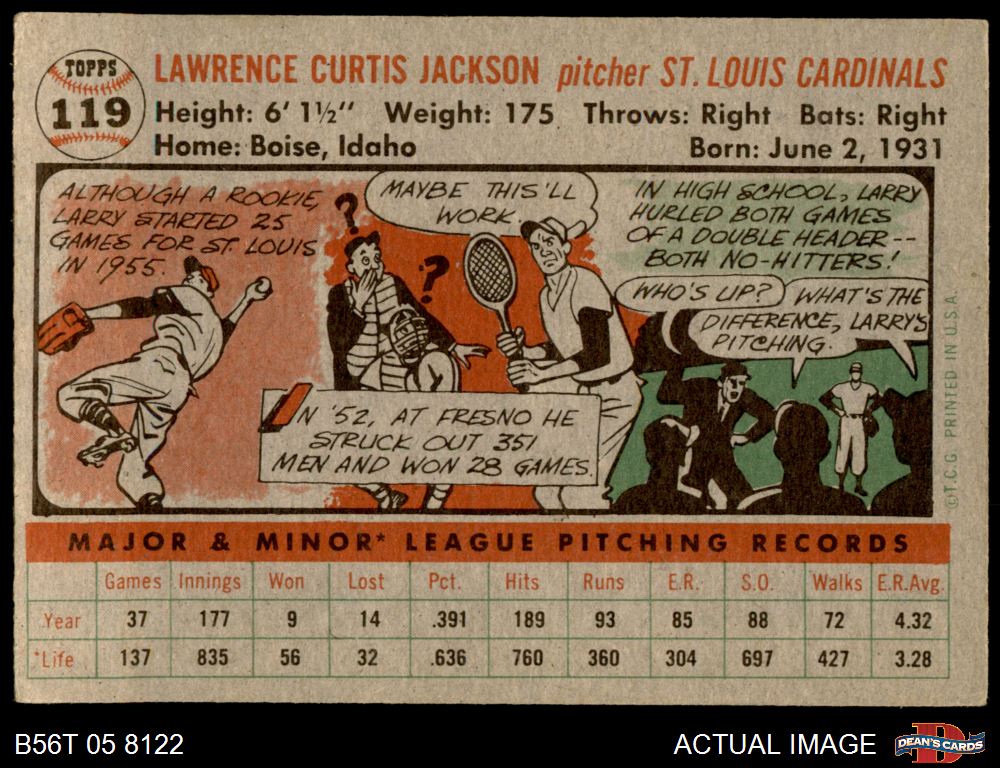 TOPPS
119
LAWRENCE CURTIS JACKSON pitcher ST. LOUIS CARDINALS
Height: 6' 1½" Weight: 175 Throws: Right Bats: Right
Home: Boise, Idaho Born: June 2, 1931
ALTHOUGH A ROOKIE,
LARRY STARTED 25
GAMES FOR ST. LOUIS
IN 1955.
?
?
MAYBE THIS'LL
WORK.
IN '52, AT FRESNO HE
STRUCK OUT 351
MEN AND WON 28 GAMES.
IN HIGH SCHOOL, LARRY
HURLED BOTH GAMES
OF A DOUBLE HEADER--
BOTH NO-HITTERS!
WHO'S UP?
WHAT'S THE
DIFFERENCE, LARRY'S
PITCHING.
©T.C.G. PRINTED IN U.S.A.
MAJOR & MINOR* LEAGUE PITCHING RECORDS
Games Innings Won Lost Pct. Hits Runs E.R. S.O. Walks E.R.Avg.
Year 37 177 9 14 .391 189 93 85 88 72 4.32
*Life 137 835 56 32 .636 760 360 304 697 427 3.28
B56T 05 8122
ACTUAL IMAGE
D
DEAN'S CARDS